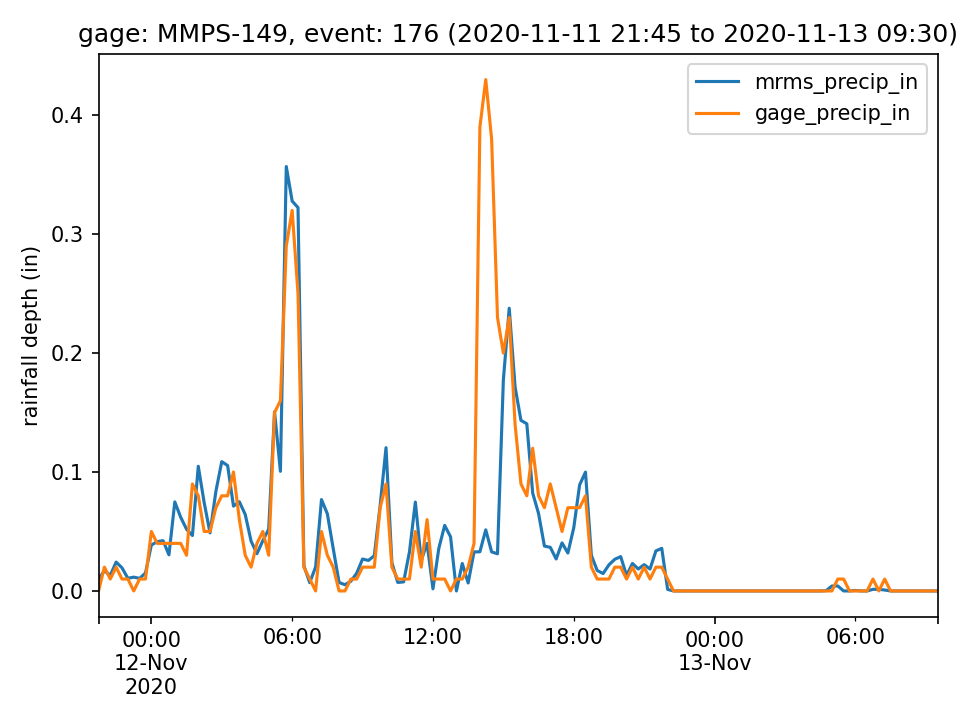 gage: MMPS-149, event: 176 (2020-11-11 21:45 to 2020-11-13 09:30)
mrms_precip_in
gage_precip_in
rainfall depth (in)
0.4
0.3
0.2
0.1
0.0
00:00
12-Nov
2020
06:00
12:00
18:00
00:00
13-Nov
06:00